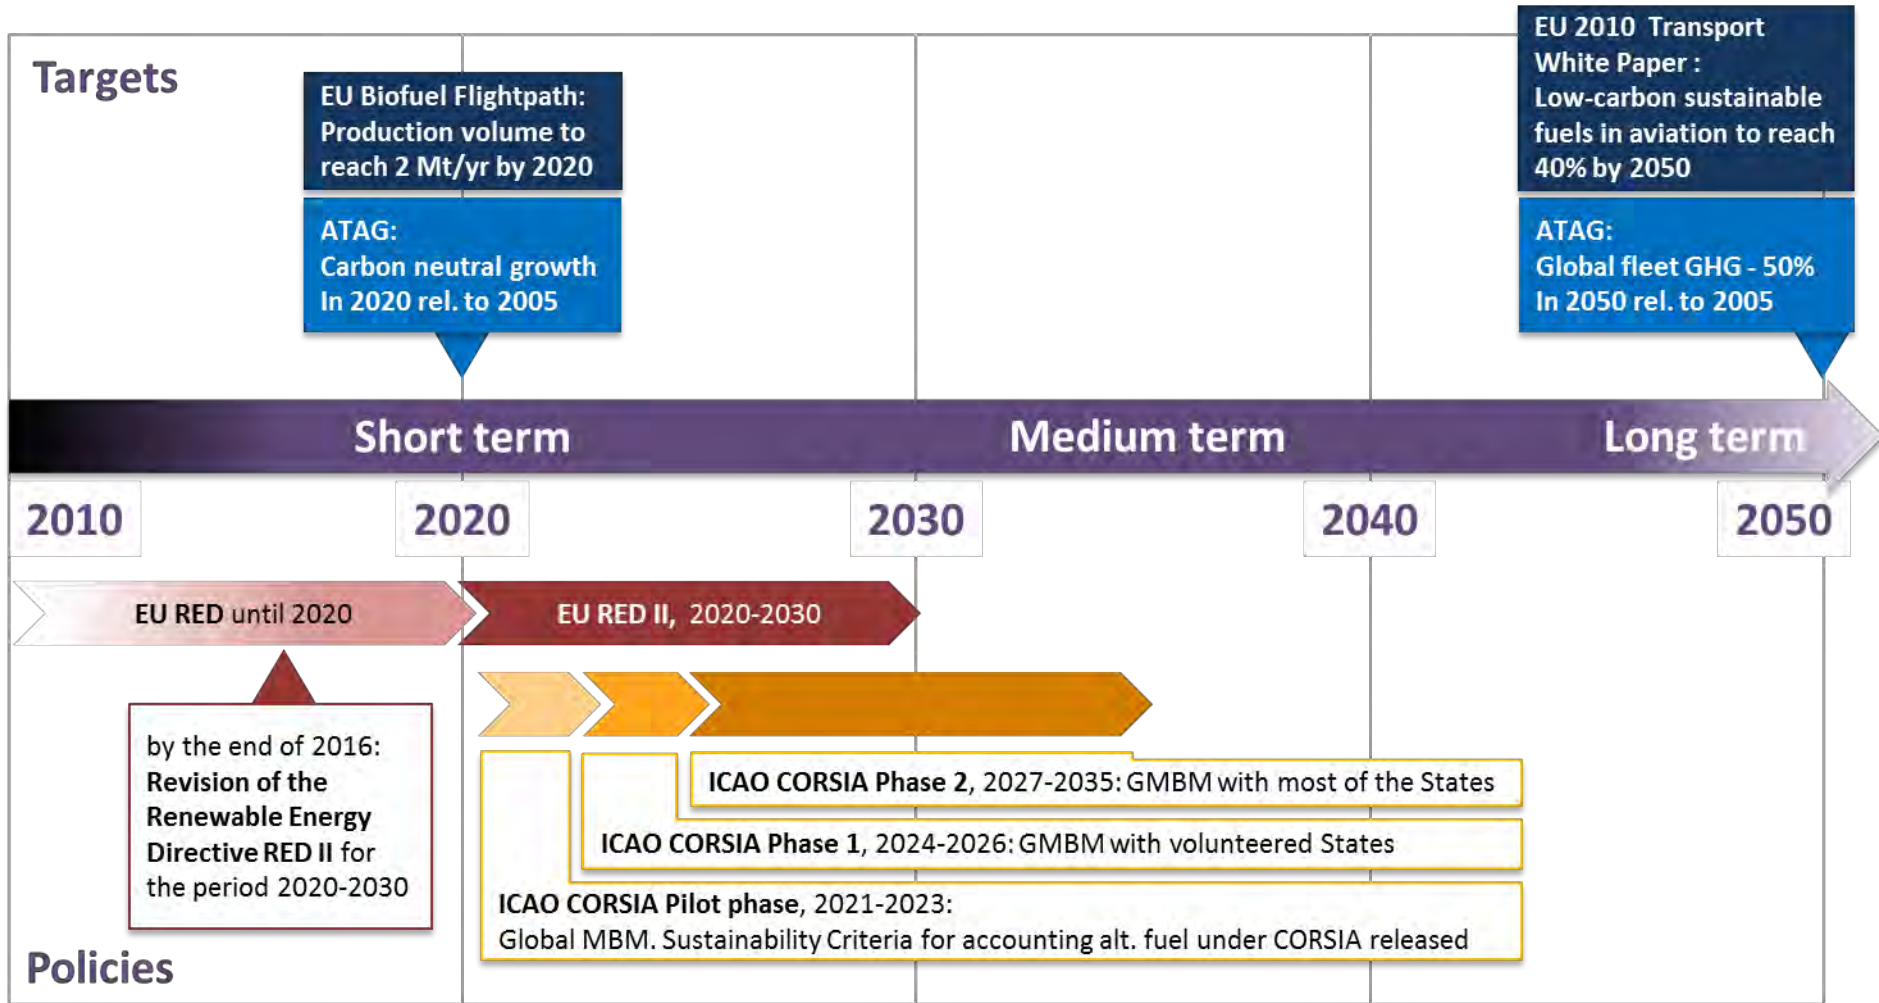 Targets
EU Biofuel Flightpath:
Production volume to
reach 2 Mt/yr by 2020
ATAG:
Carbon neutral growth
In 2020 rel. to 2005
EU 2010 Transport
White Paper :
Low-carbon sustainable
fuels in aviation to reach
40% by 2050
ATAG:
Global fleet GHG - 50%
In 2050 rel. to 2005
Short term
Medium term
Long term
2010
2020
2030
2040
2050
EU RED until 2020
EU RED II, 2020-2030
by the end of 2016:
Revision of the
Renewable Energy
Directive RED II for
the period 2020-2030
ICAO CORSIA Phase 2, 2027-2035: GMBM with most of the States
ICAO CORSIA Phase 1, 2024-2026: GMBM with volunteered States
ICAO CORSIA Pilot phase, 2021-2023:
Global MBM. Sustainability Criteria for accounting alt. fuel under CORSIA released
Policies